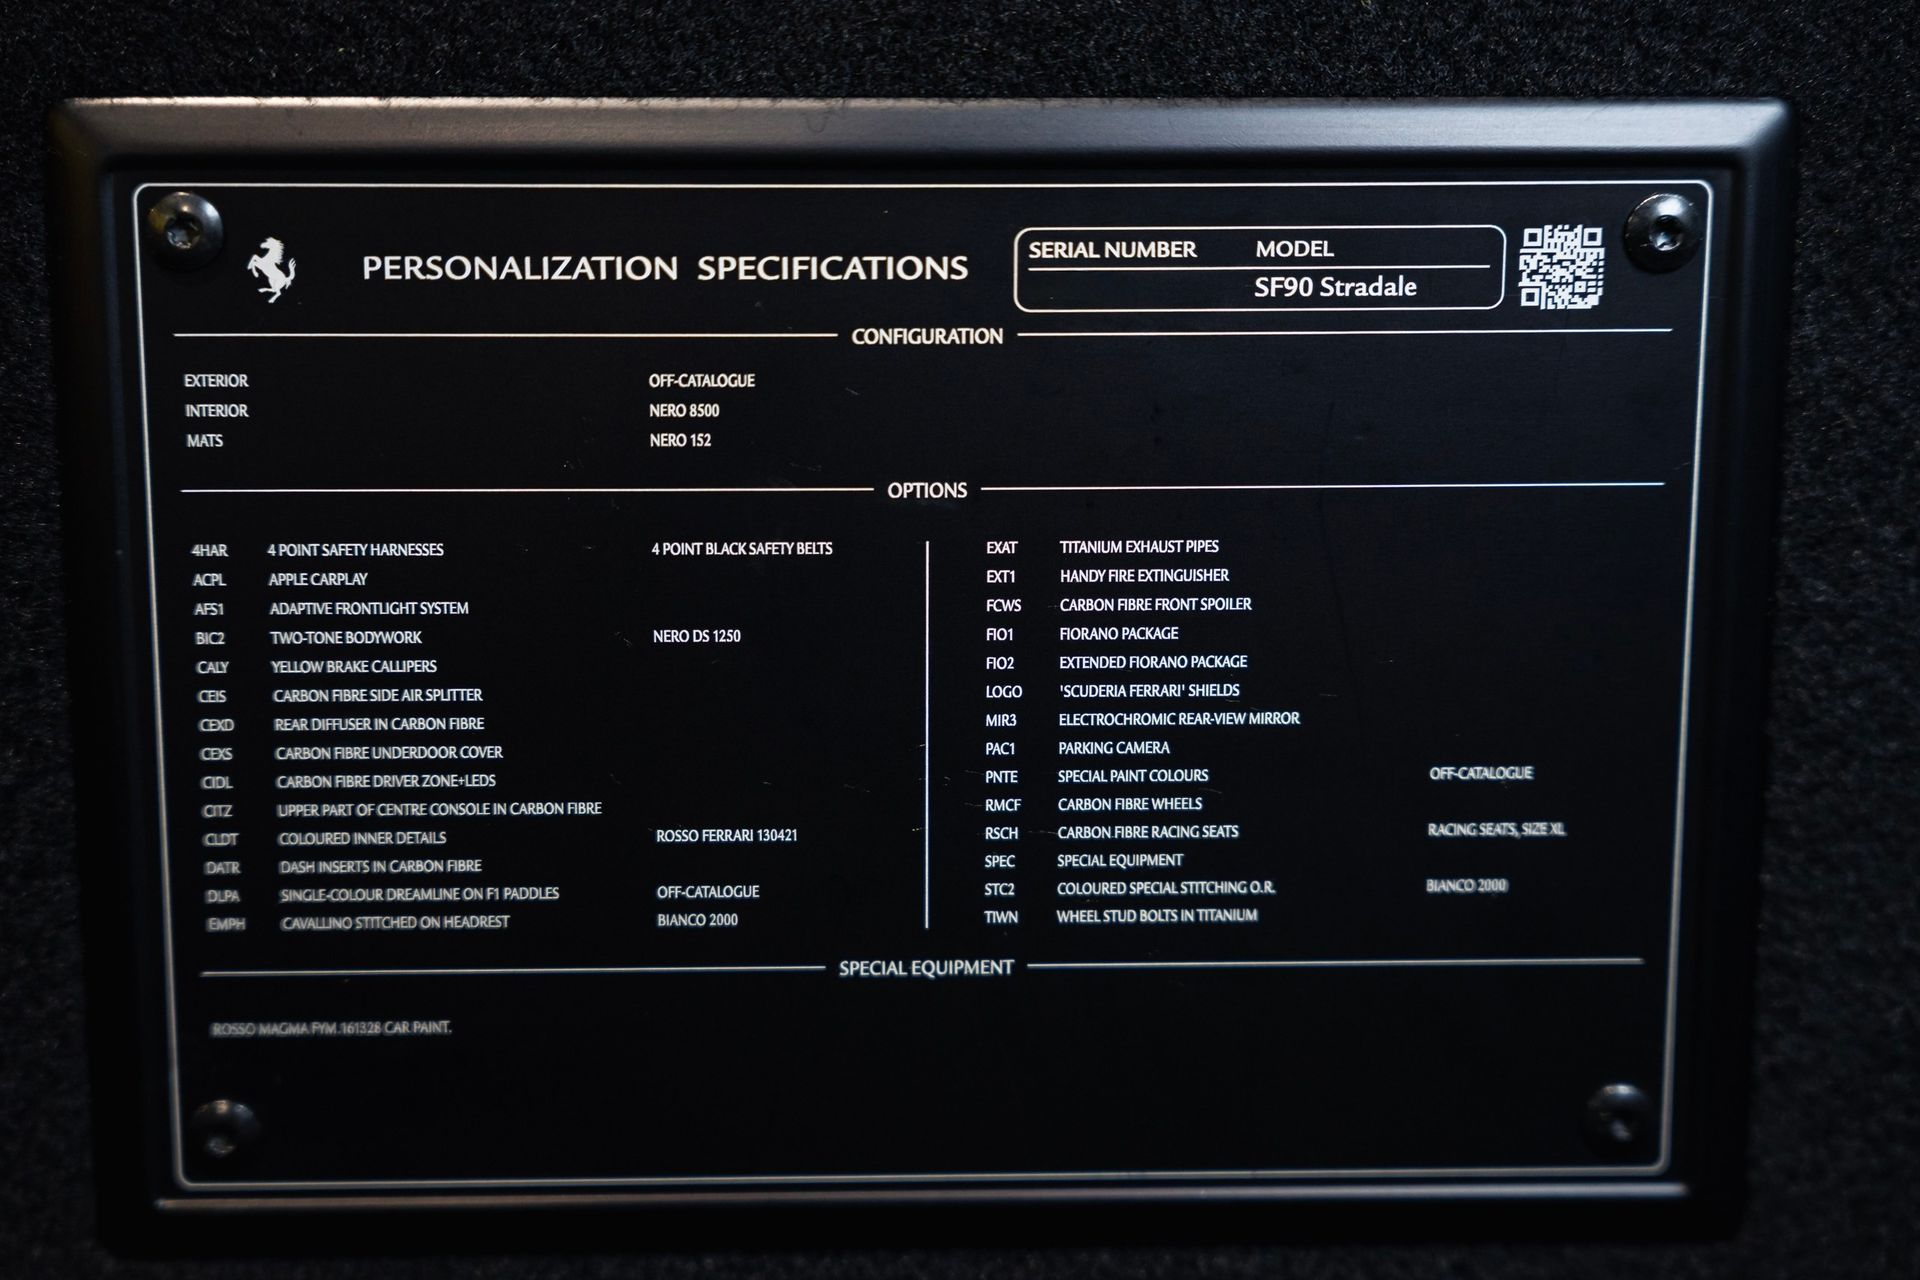 PERSONALIZATION SPECIFICATIONS
SERIAL NUMBER MODEL
SF90 Stradale
CONFIGURATION
EXTERIOR OFF-CATALOGUE
INTERIOR NERO 8500
MATS NERO 152
OPTIONS
4HAR 4 POINT SAFETY HARNESSES 4 POINT BLACK SAFETY BELTS
ACPL APPLE CARPLAY
AFS1 ADAPTIVE FRONTLIGHT SYSTEM
BIC2 TWO-TONE BODYWORK NERO DS 1250
CALY YELLOW BRAKE CALLIPERS
CEIS CARBON FIBRE SIDE AIR SPLITTER
CEXD REAR DIFFUSER IN CARBON FIBRE
CEXS CARBON FIBRE UNDERDOOR COVER
CIDL CARBON FIBRE DRIVER ZONE+LEDS
CITZ UPPER PART OF CENTRE CONSOLE IN CARBON FIBRE
CLDT COLOURED INNER DETAILS ROSSO FERRARI 130421
DATR DASH INSERTS IN CARBON FIBRE
DLPA SINGLE-COLOUR DREAMLINE ON F1 PADDLES OFF-CATALOGUE
EMPH CAVALLINO STITCHED ON HEADREST BIANCO 2000
EXAT TITANIUM EXHAUST PIPES
EXT1 HANDY FIRE EXTINGUISHER
FCWS CARBON FIBRE FRONT SPOILER
FIO1 FIORANO PACKAGE
FIO2 EXTENDED FIORANO PACKAGE
LOGO 'SCUDERIA FERRARI' SHIELDS
MIR3 ELECTROCHROMIC REAR-VIEW MIRROR
PAC1 PARKING CAMERA
PNTE SPECIAL PAINT COLOURS OFF-CATALOGUE
RMCF CARBON FIBRE WHEELS
RSCH CARBON FIBRE RACING SEATS RACING SEATS, SIZE XL
SPEC SPECIAL EQUIPMENT
STC2 COLOURED SPECIAL STITCHING O.R. BIANCO 2000
TIWN WHEEL STUD BOLTS IN TITANIUM
SPECIAL EQUIPMENT
ROSSO MAGMA FYM.161328 CAR PAINT.